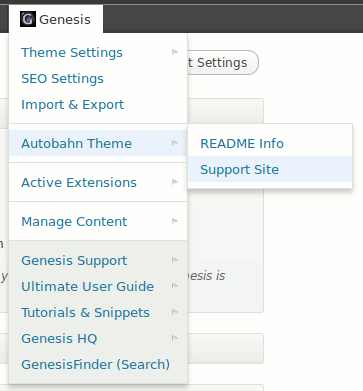 Genesis
Theme Settings
t Settings
SEO Settings
Import & Export
Autobahn Theme
README Info
Support Site
Active Extensions
Manage Content
Genesis Support
Ultimate User Guide
nesis is
Tutorials & Snippets
Genesis HQ
GenesisFinder (Search)